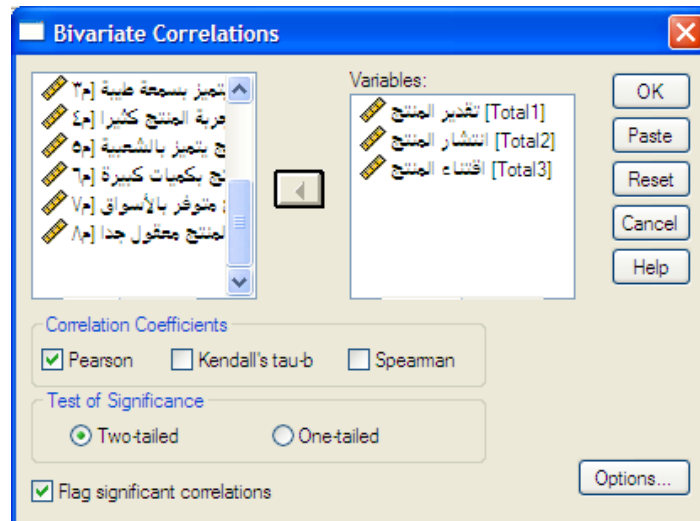 Bivariate Correlations
يتميز بسمعة طيبة [م٣
جربة المنتج كثيرا [م٤
ج يتميز بالشعبية [م٥
تج بكميات كبيرة [م٦
متوفر بالأسواق [م٧
لمنتج معقول جدا [م٨
Variables:
تقدير المنتج [Total1]
انتشار المنتج [Total2]
اقتناء المنتج [Total3]
OK
Paste
Reset
Cancel
Help
Correlation Coefficients
Pearson Kendall's tau-b Spearman
Test of Significance
Two-tailed One-tailed
Flag significant correlations
Options...